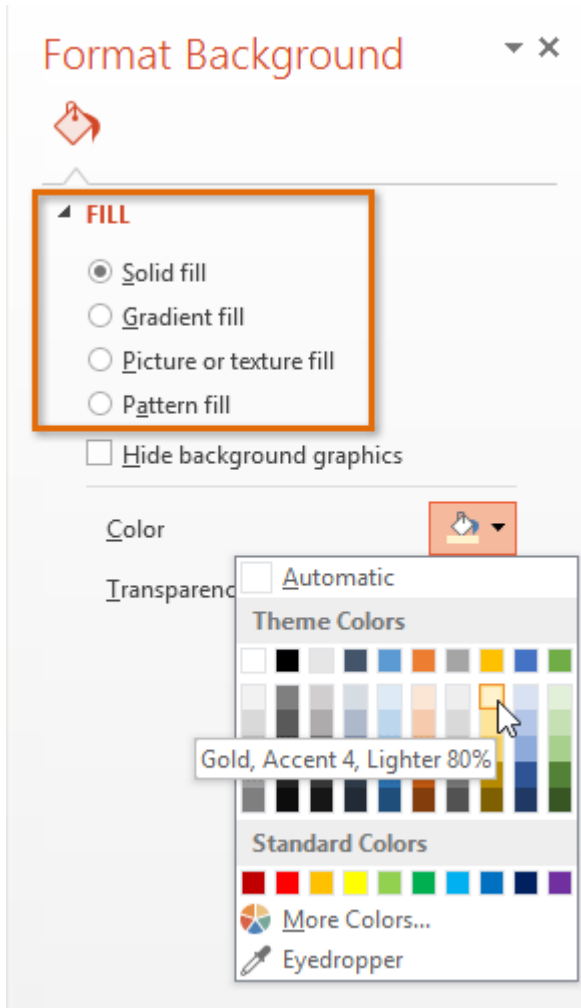 Format Background
FILL
Solid fill
Gradient fill
Picture or texture fill
Pattern fill
Hide background graphics
Color
Transparenc
Automatic
Theme Colors
Gold, Accent 4, Lighter 80%
Standard Colors
More Colors...
Eyedropper